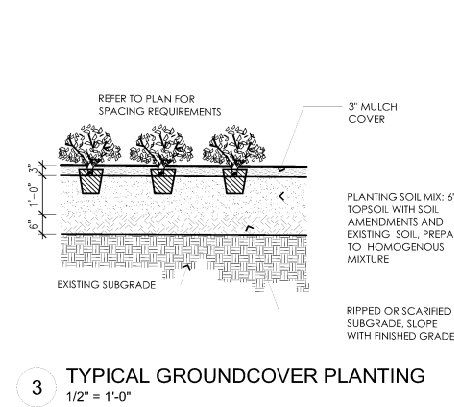 REFER TO PLAN FOR
SPACING REQUIREMENTS
3" MULCH
COVER
3"
1'-0"
6"
PLANTING SOIL MIX: 6"
TOPSOIL WITH SOIL
AMENDMENTS AND
EXISTING SOIL, PREPA
TO HOMOGENOUS
MIXTURE
EXISTING SUBGRADE
RIPPED OR SCARIFIED
SUBGRADE, SLOPE
WITH FINISHED GRADE
3
TYPICAL GROUNDCOVER PLANTING
1/2" = 1'-0"